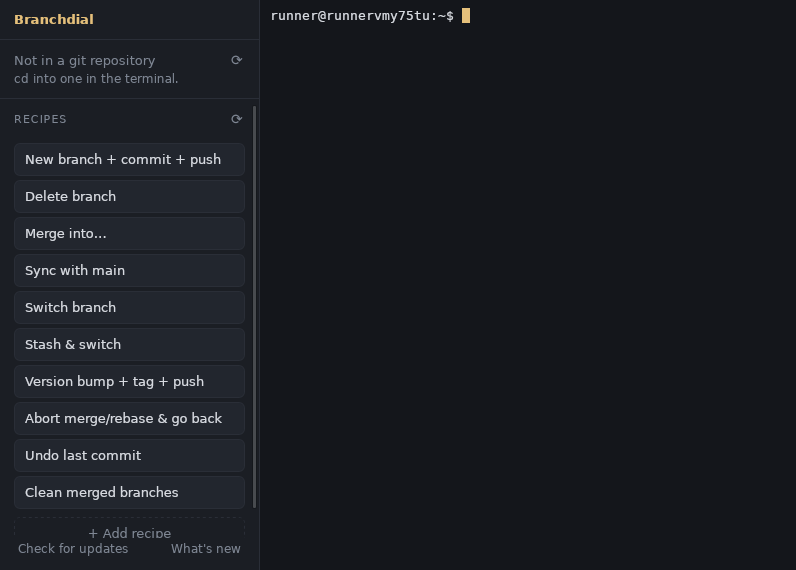 Branchdial
Not in a git repository
cd into one in the terminal.
RECIPES
New branch + commit + push
Delete branch
Merge into…
Sync with main
Switch branch
Stash & switch
Version bump + tag + push
Abort merge/rebase & go back
Undo last commit
Clean merged branches
+ Add recipe
Check for updates What's new
runner@runnervmy75tu:~$